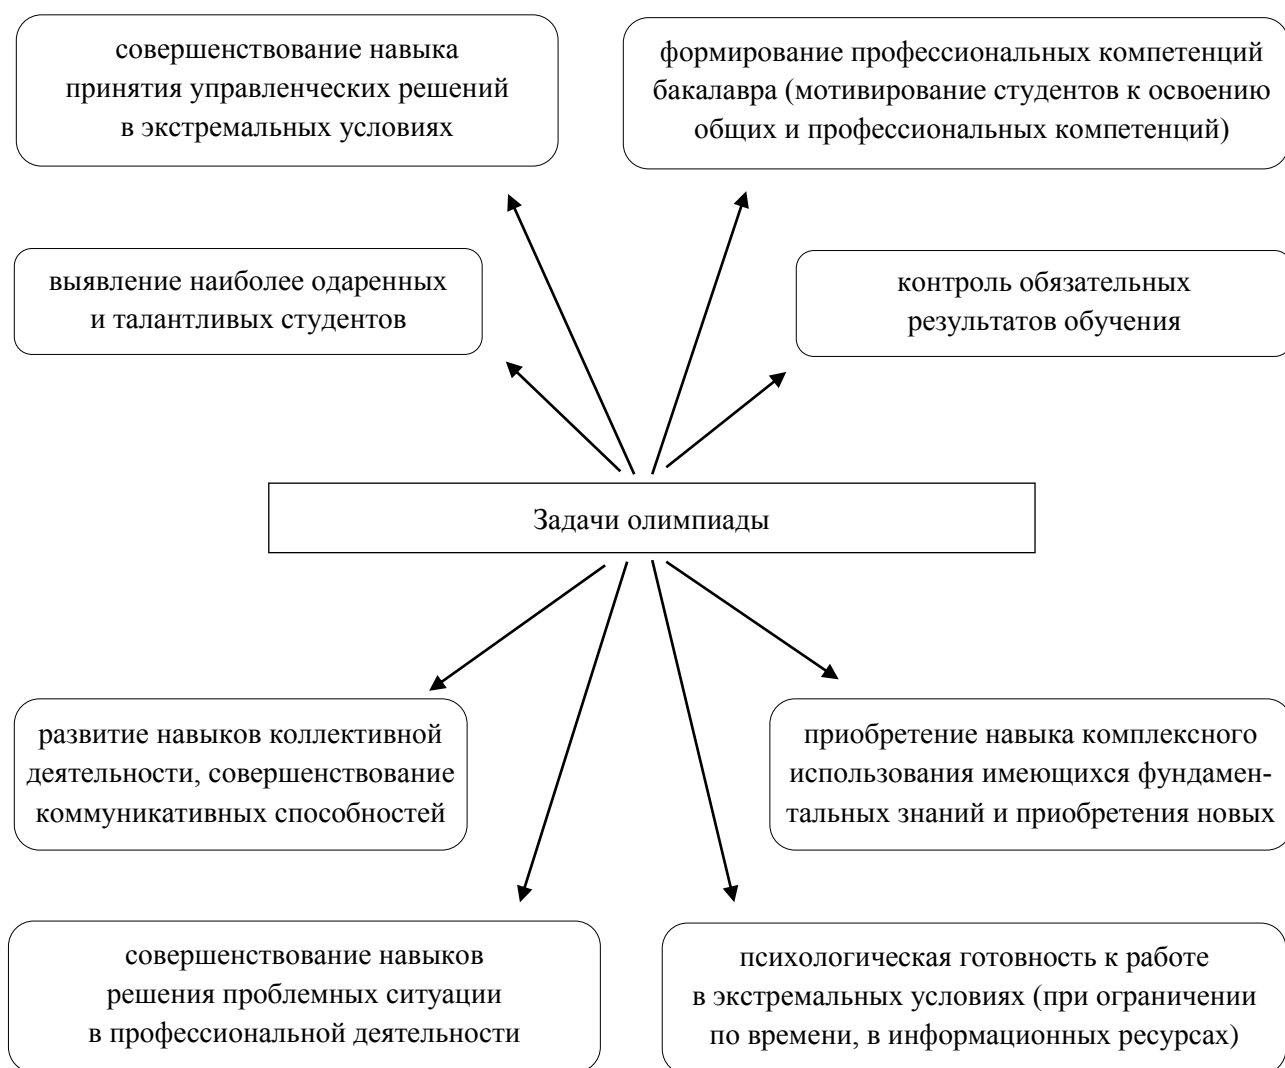 совершенствование навыка
принятия управленческих решений
в экстремальных условиях
формирование профессиональных компетенций
бакалавра (мотивирование студентов к освоению
общих и профессиональных компетенций)
выявление наиболее одаренных
и талантливых студентов
контроль обязательных
результатов обучения
Задачи олимпиады
развитие навыков коллективной
деятельности, совершенствование
коммуникативных способностей
приобретение навыка комплексного
использования имеющихся фундамен-
тальных знаний и приобретения новых
совершенствование навыков
решения проблемных ситуации
в профессиональной деятельности
психологическая готовность к работе
в экстремальных условиях (при ограничении
по времени, в информационных ресурсах)